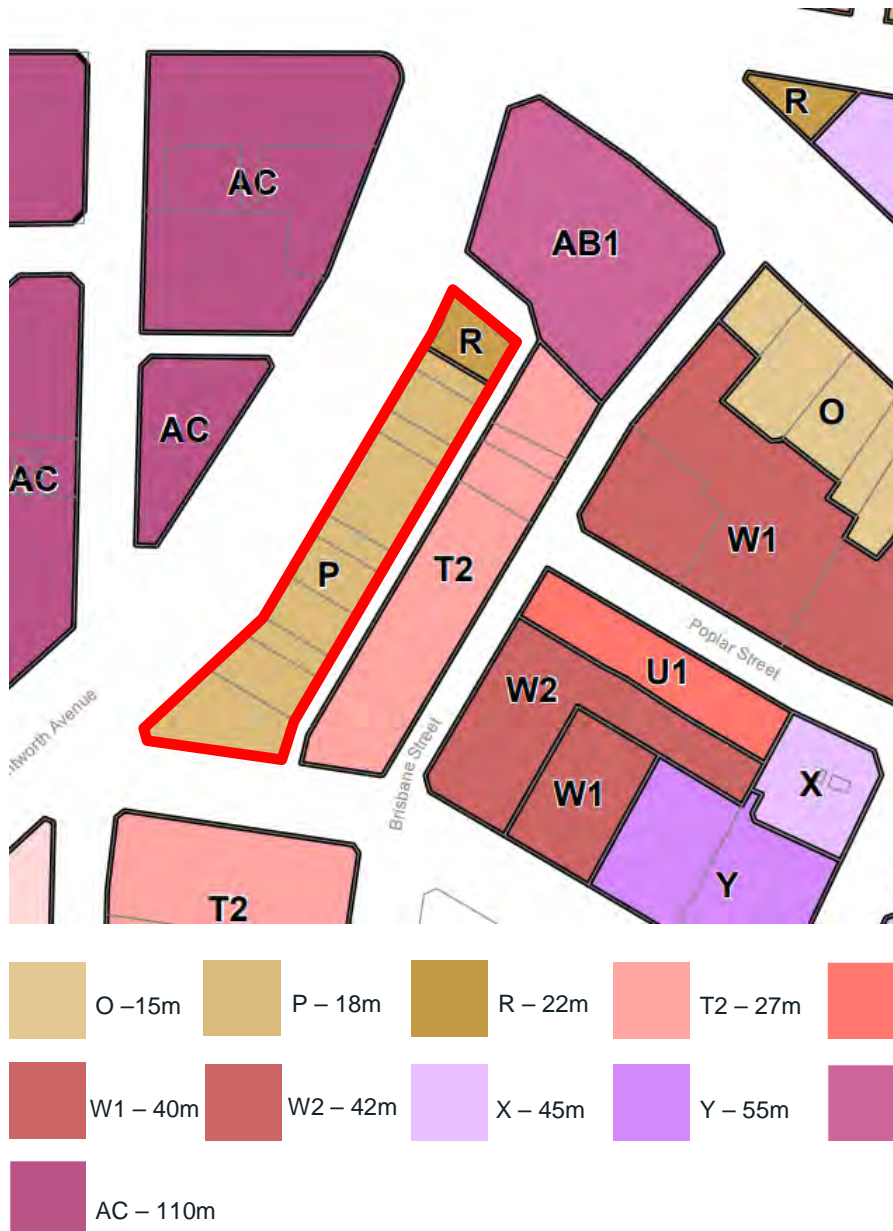 R
AC
AB1
R
O
AC
AC
W1
P
T2
Poplar Street
U1
W2
ntworth Avenue
X
W1
Brisbane Street
Y
T2
O –15m
P – 18m
R – 22m
T2 – 27m
W1 – 40m
W2 – 42m
X – 45m
Y – 55m
AC – 110m